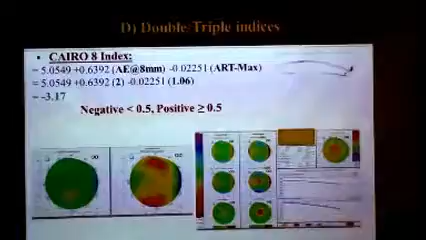 D) Double/Triple indices
• CAIRO 8 Index:
= 5.0549 +0.6392 (AE@8mm) -0.02251 (ART-Max)
= 5.0549 +0.6392 (2) -0.02251 (1.06)
= -3.17
Negative < 0.5, Positive ≥ 0.5